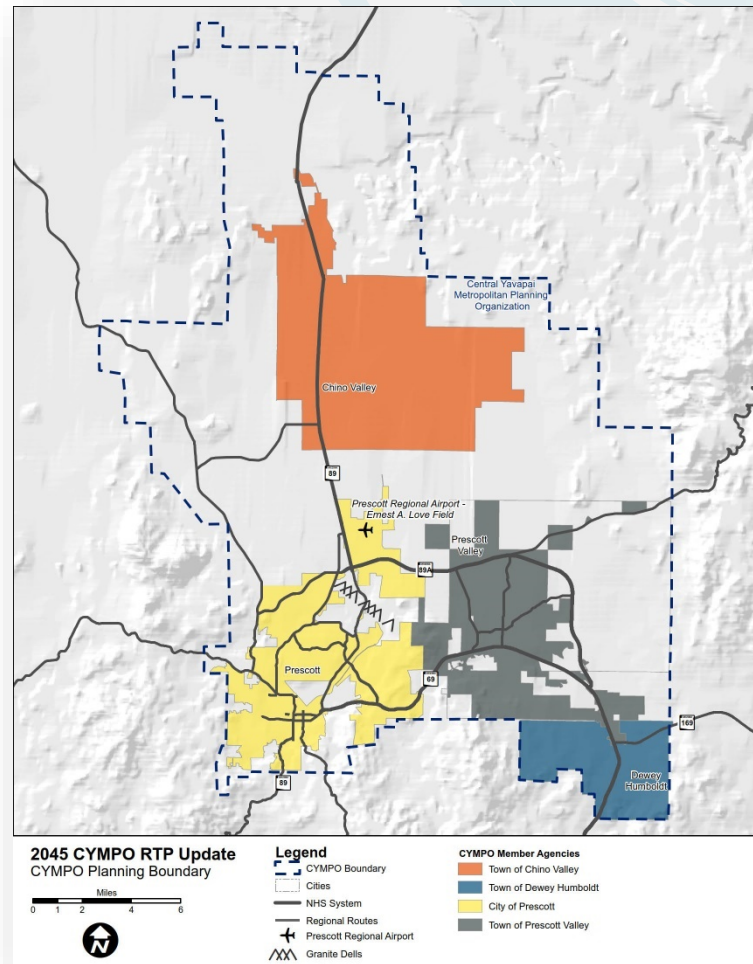 Central Yavapai
Metropolitan Planning
Organization
Chino Valley
89
Prescott Regional Airport -
Ernest A. Love Field
Prescott
Valley
89A
Prescott
69
169
Dewey
Humboldt
89
2045 CYMPO RTP Update
CYMPO Planning Boundary
Miles
0 1 2 4 6
N
Legend
CYMPO Boundary
Cities
NHS System
Regional Routes
Prescott Regional Airport
Granite Dells
CYMPO Member Agencies
Town of Chino Valley
Town of Dewey Humboldt
City of Prescott
Town of Prescott Valley